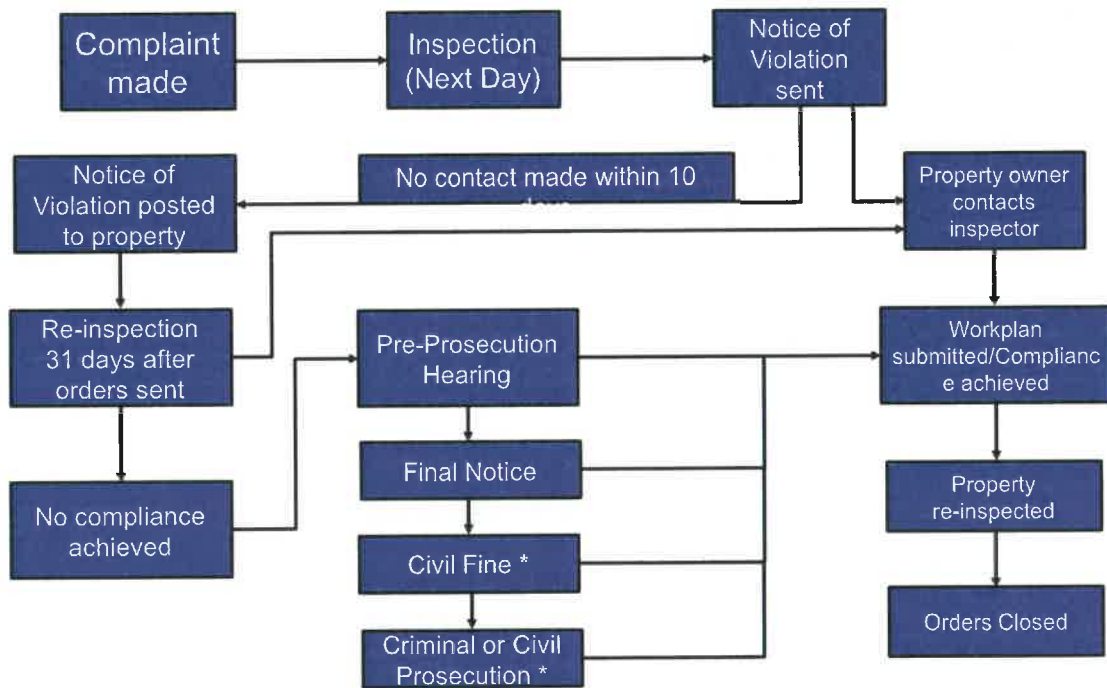 Complaint
made
Inspection
(Next Day)
Notice of
Violation
sent
Notice of
Violation posted
to property
No contact made within 10
Property owner
contacts
inspector
Re-inspection
31 days after
orders sent
Pre-Prosecution
Hearing
Workplan
submitted/Complianc
e achieved
No compliance
achieved
Final Notice
Property
re-inspected
Civil Fine *
Orders Closed
Criminal or Civil
Prosecution *